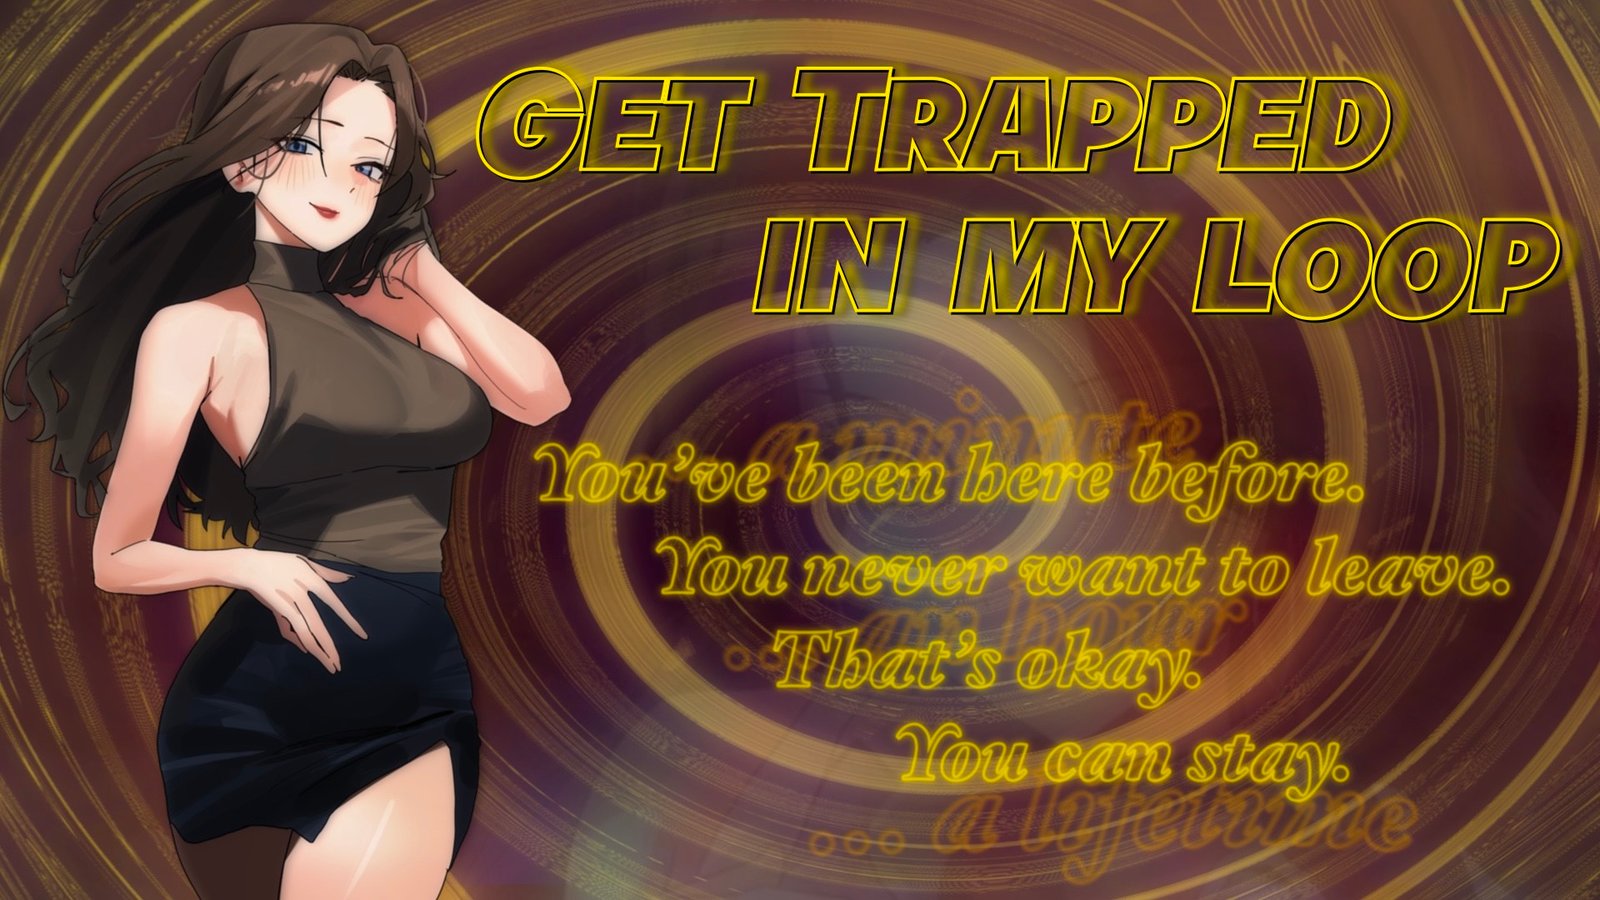 GET TRAPPED
IN MY LOOP
a minute
You've been here before.
You never want to leave.
... an hour
That's okay.
You can stay.
... a lifetime